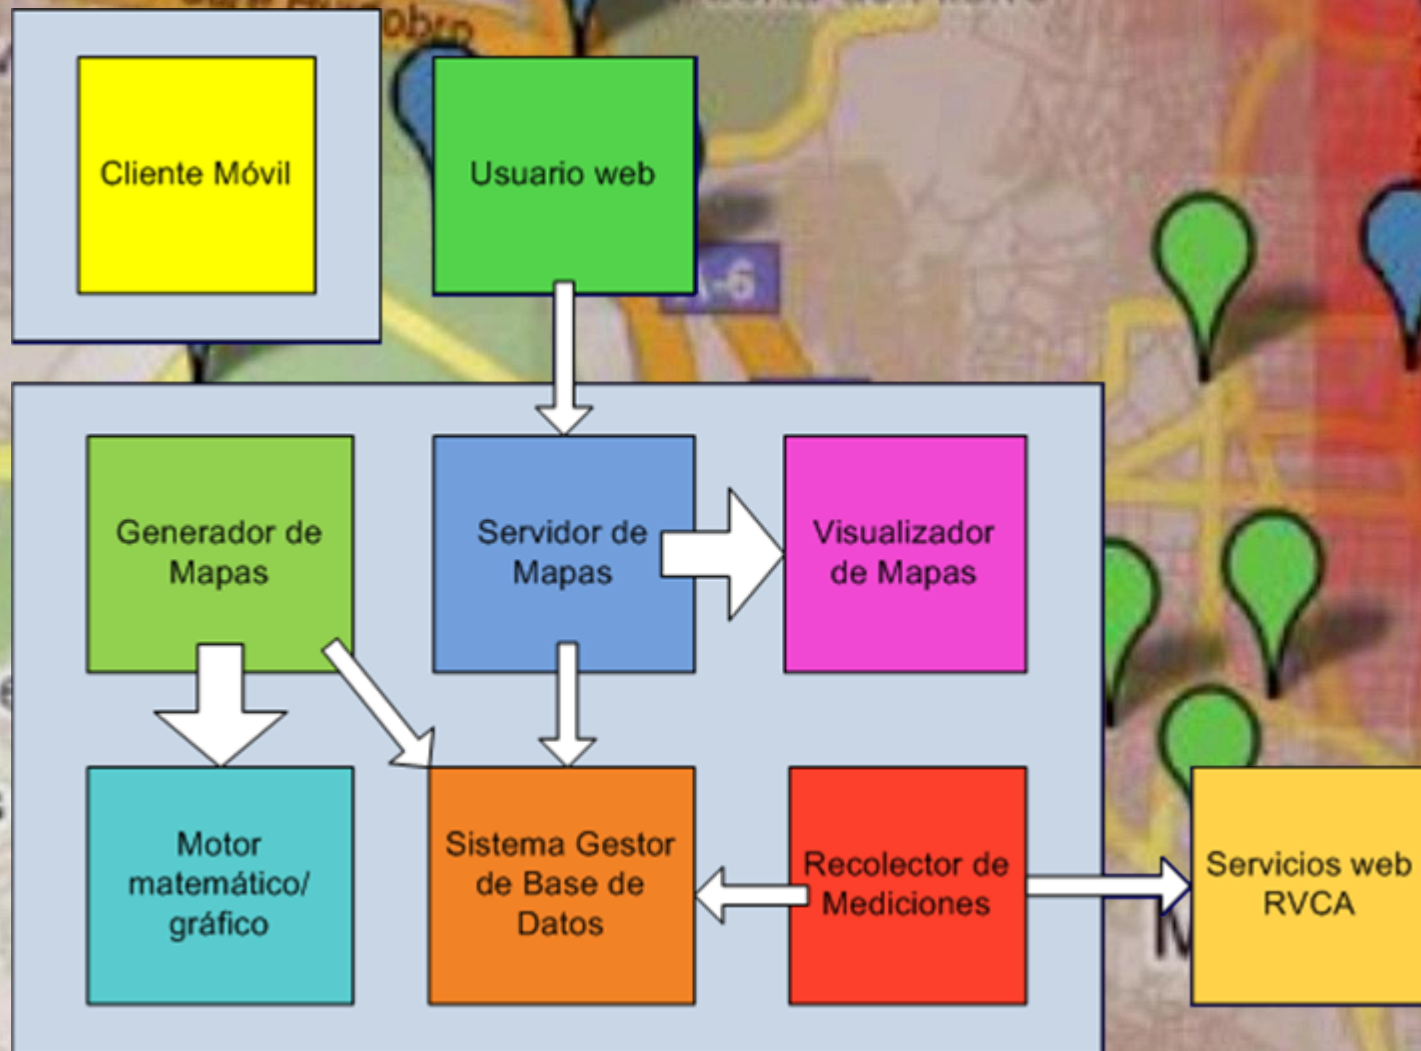 Cliente Móvil
Usuario web
A-6
Generador de
Mapas
Servidor de
Mapas
Visualizador
de Mapas
Motor
matemático/
gráfico
Sistema Gestor
de Base de
Datos
Recolector de
Mediciones
Servicios web
RVCA